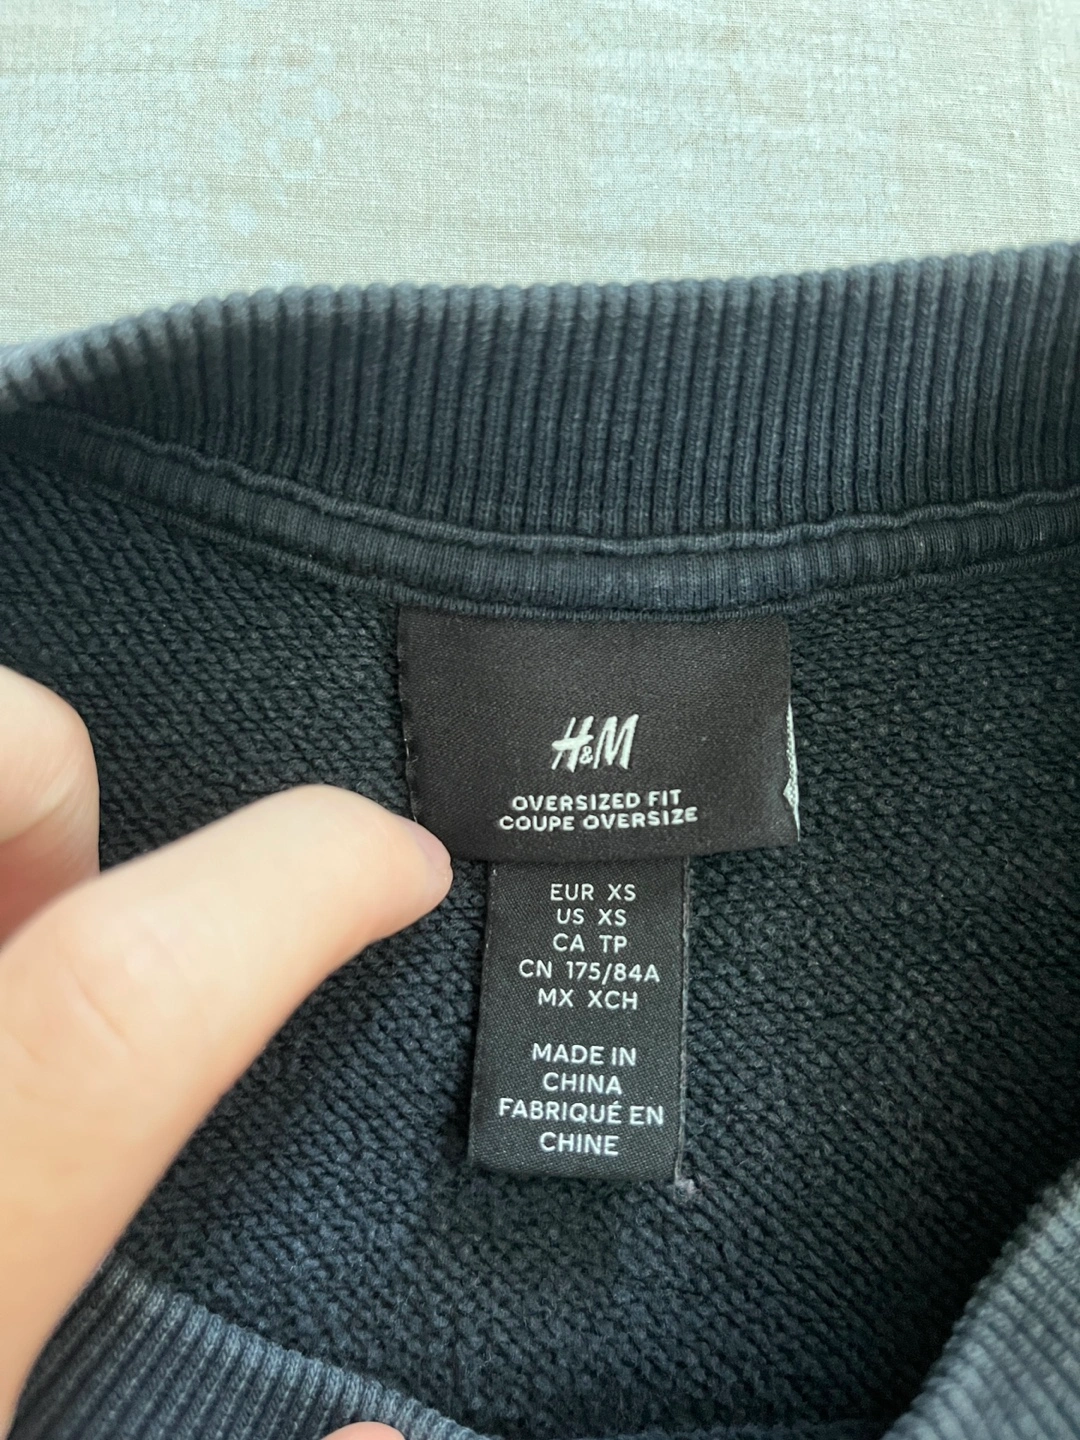 H&M
OVERSIZED FIT
COUPE OVERSIZE
EUR XS
US XS
CA TP
CN 175/84A
MX XCH
MADE IN
CHINA
FABRIQUÉ EN
CHINE